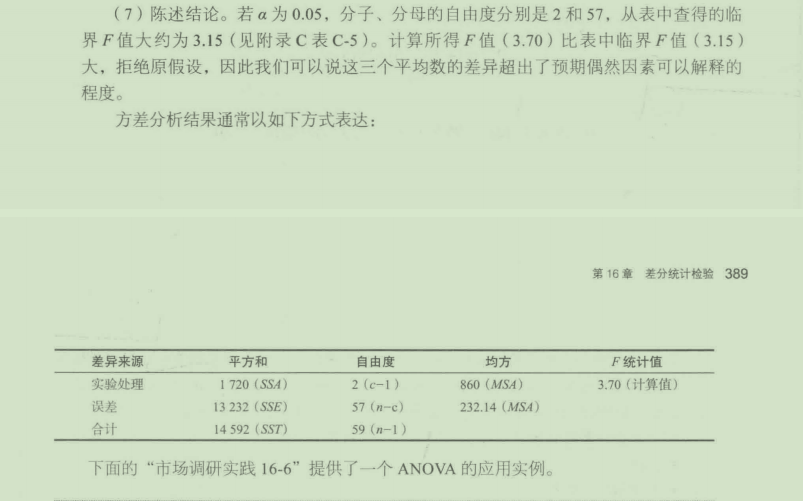 （7）陈述结论。若 α 为 0.05，分子、分母的自由度分别是 2 和 57，从表中查得的临
界 F 值大约为 3.15（见附录 C 表 C-5）。计算所得 F 值（3.70）比表中临界 F 值（3.15）
大，拒绝原假设，因此我们可以说这三个平均数的差异超出了预期偶然因素可以解释的
程度。
方差分析结果通常以如下方式表达：
第 16 章 差分统计检验 389
差异来源 平方和 自由度 均方 F 统计值
实验处理 1 720（SSA） 2（c−1） 860（MSA） 3.70（计算值）
误差 13 232（SSE） 57（n−c） 232.14（MSA）
合计 14 592（SST） 59（n−1）
下面的“市场调研实践 16-6”提供了一个 ANOVA 的应用实例。